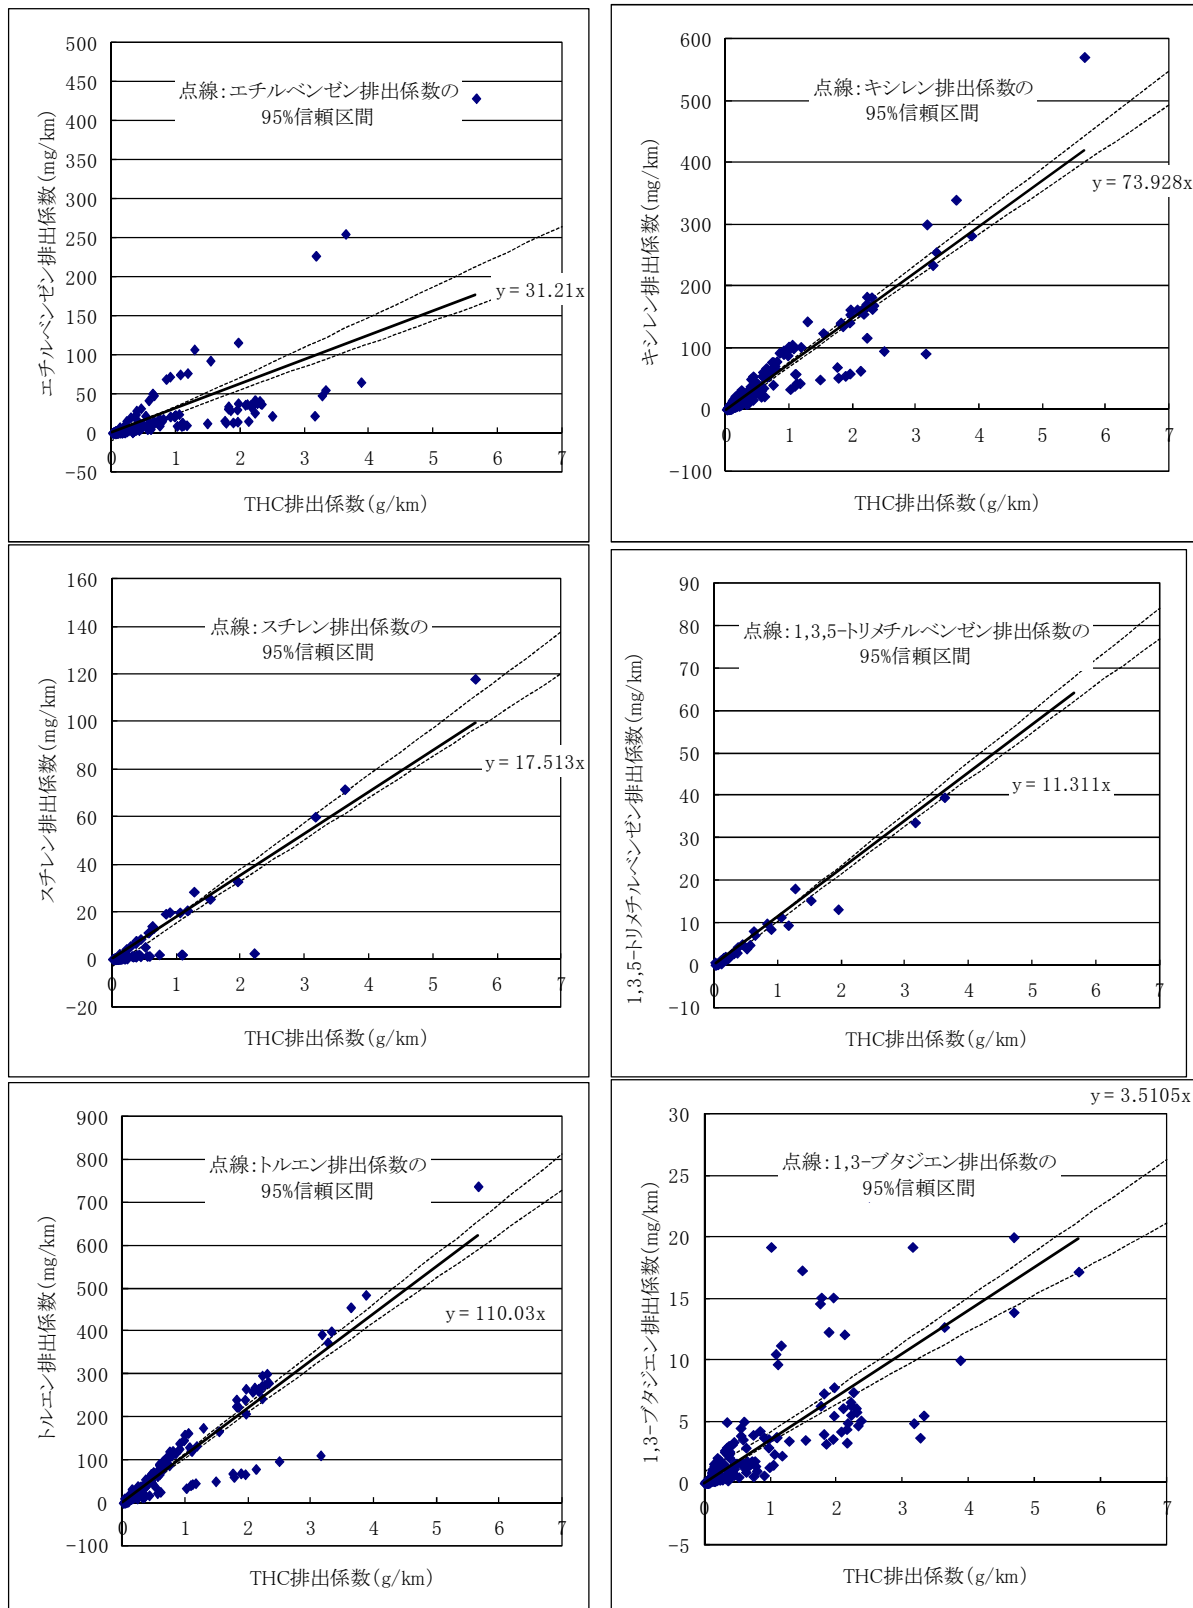 500
450
400
350
300
250
200
150
100
50
0
-50
エチルベンゼン排出係数(mg/km)
点線:エチルベンゼン排出係数の
95%信頼区間
y = 31.21x
0 1 2 3 4 5 6 7
THC排出係数(g/km)
600
500
400
300
200
100
0
-100
キシレン排出係数(mg/km)
点線:キシレン排出係数の
95%信頼区間
y = 73.928x
0 1 2 3 4 5 6 7
THC排出係数(g/km)
160
140
120
100
80
60
40
20
0
-20
スチレン排出係数(mg/km)
点線:スチレン排出係数の
95%信頼区間
y = 17.513x
0 1 2 3 4 5 6 7
THC排出係数(g/km)
90
80
70
60
50
40
30
20
10
0
-10
1,3,5-トリメチルベンゼン排出係数(mg/km)
点線:1,3,5-トリメチルベンゼン排出係数の
95%信頼区間
y = 11.311x
0 1 2 3 4 5 6 7
THC排出係数(g/km)
900
800
700
600
500
400
300
200
100
0
-100
トルエン排出係数(mg/km)
点線:トルエン排出係数の
95%信頼区間
y = 110.03x
0 1 2 3 4 5 6 7
THC排出係数(g/km)
y = 3.5105x
30
25
20
15
10
5
0
-5
1,3-ブタジエン排出係数(mg/km)
点線:1,3-ブタジエン排出係数の
95%信頼区間
0 1 2 3 4 5 6 7
THC排出係数(g/km)